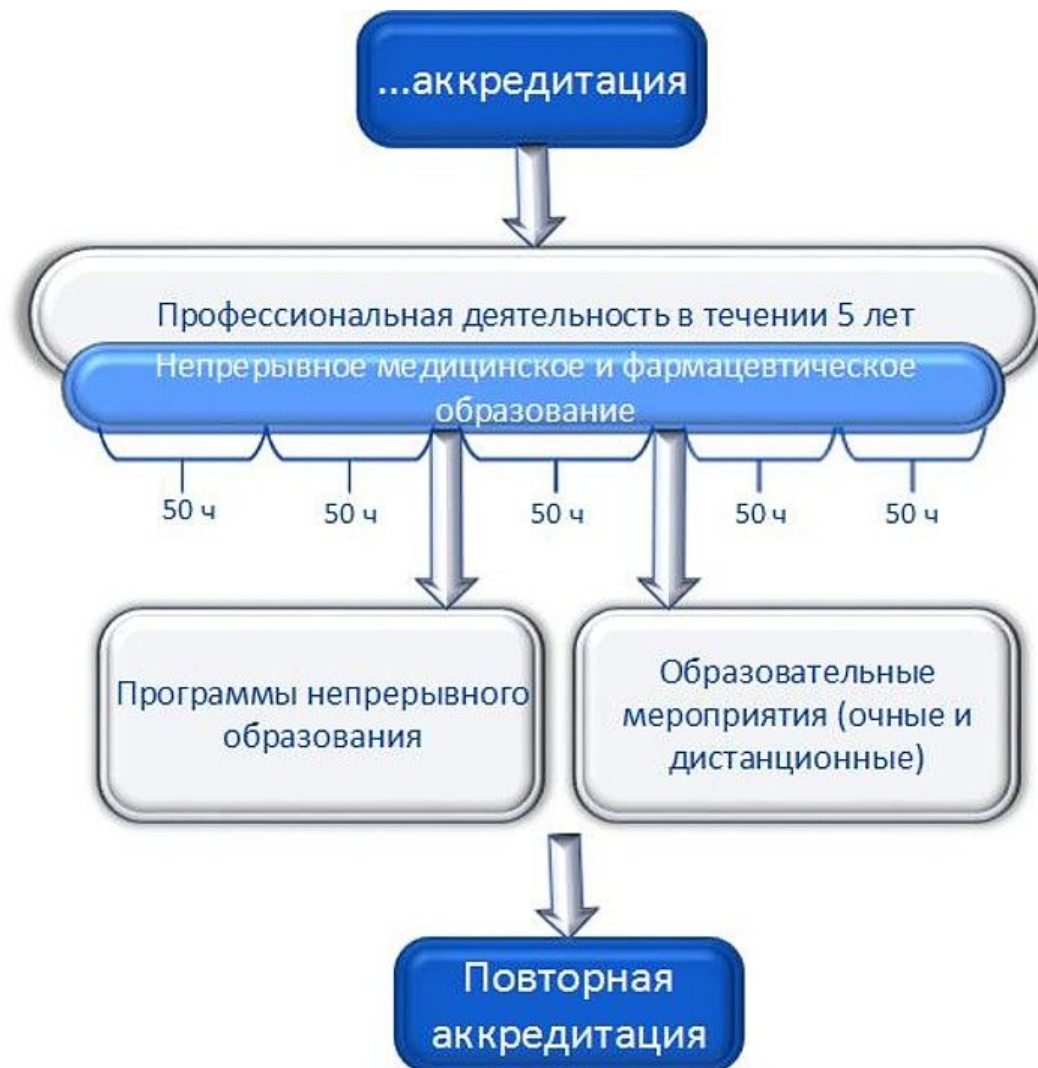 ...аккредитация
Профессиональная деятельность в течении 5 лет
Непрерывное медицинское и фармацевтическое
образование
50 ч
50 ч
50 ч
50 ч
50 ч
Программы непрерывного
образования
Образовательные
мероприятия (очные и
дистанционные)
Повторная
аккредитация